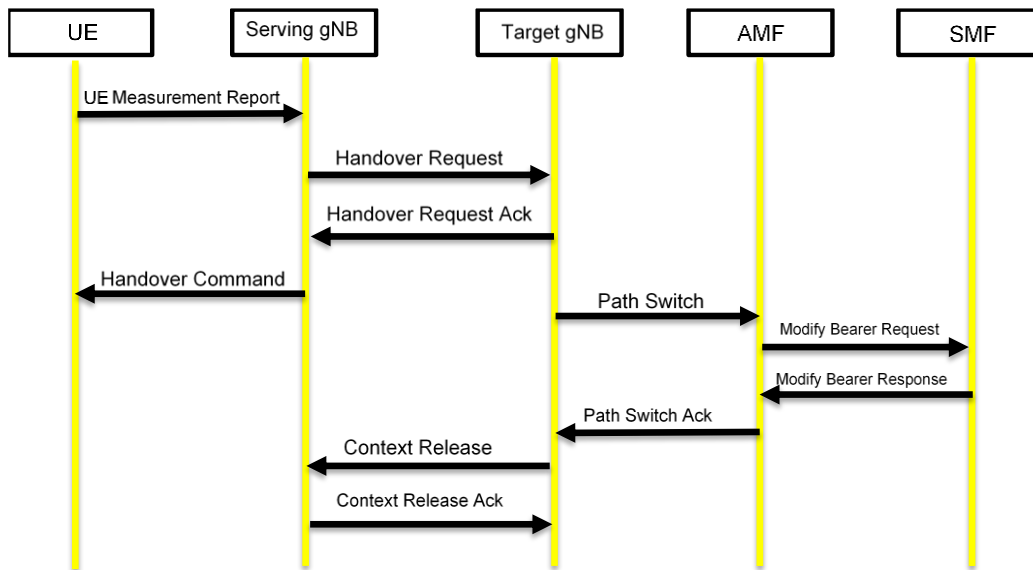 UE
Serving gNB
Target gNB
AMF
SMF
UE Measurement Report
Handover Request
Handover Request Ack
Handover Command
Path Switch
Modify Bearer Request
Modify Bearer Response
Path Switch Ack
Context Release
Context Release Ack